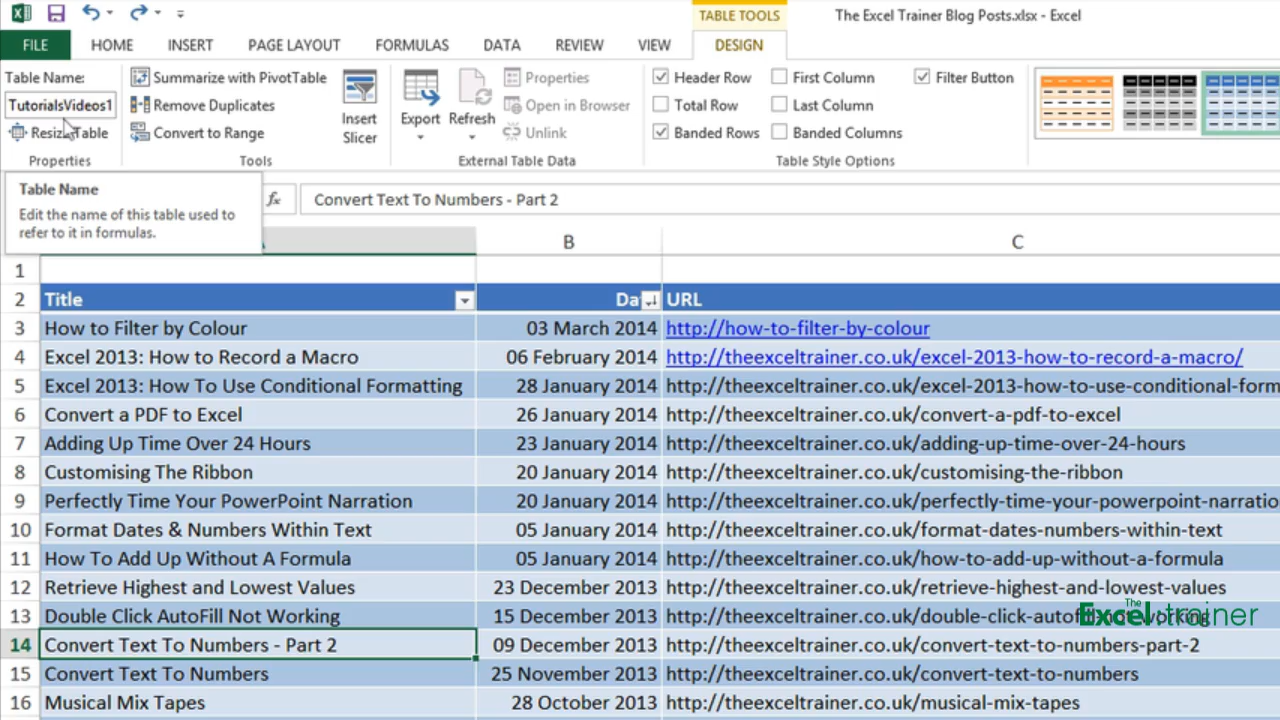 TABLE TOOLS
The Excel Trainer Blog Posts.xlsx - Excel
FILE HOME INSERT PAGE LAYOUT FORMULAS DATA REVIEW VIEW DESIGN
Table Name:
TutorialsVideos1
Resize Table
Properties
Summarize with PivotTable
Remove Duplicates
Convert to Range
Insert
Slicer
Tools
Export
Refresh
Properties
Open in Browser
Unlink
External Table Data
Header Row
First Column
Filter Button
Total Row
Last Column
Banded Rows
Banded Columns
Table Style Options
Table Name
Edit the name of this table used to
refer to it in formulas.
fx
Convert Text To Numbers - Part 2
B C
1
2 Title URL
3 How to Filter by Colour 03 March 2014 http://how-to-filter-by-colour
4 Excel 2013: How to Record a Macro 06 February 2014 http://theexceltrainer.co.uk/excel-2013-how-to-record-a-macro/
5 Excel 2013: How To Use Conditional Formatting 28 January 2014 http://theexceltrainer.co.uk/excel-2013-how-to-use-conditional-form
6 Convert a PDF to Excel 26 January 2014 http://theexceltrainer.co.uk/convert-a-pdf-to-excel
7 Adding Up Time Over 24 Hours 23 January 2014 http://theexceltrainer.co.uk/adding-up-time-over-24-hours
8 Customising The Ribbon 20 January 2014 http://theexceltrainer.co.uk/customising-the-ribbon
9 Perfectly Time Your PowerPoint Narration 20 January 2014 http://theexceltrainer.co.uk/perfectly-time-your-powerpoint-narratio
10 Format Dates & Numbers Within Text 05 January 2014 http://theexceltrainer.co.uk/format-dates-numbers-within-text
11 How To Add Up Without A Formula 05 January 2014 http://theexceltrainer.co.uk/how-to-add-up-without-a-formula
12 Retrieve Highest and Lowest Values 23 December 2013 http://theexceltrainer.co.uk/retrieve-highest-and-lowest-values
13 Double Click AutoFill Not Working 15 December 2013
The Excel trainer
14 Convert Text To Numbers - Part 2 09 December 2013 http://theexceltrainer.co.uk/convert-text-to-numbers-part-2
15 Convert Text To Numbers 25 November 2013 http://theexceltrainer.co.uk/convert-text-to-numbers
16 Musical Mix Tapes 28 October 2013 http://theexceltrainer.co.uk/musical-mix-tapes